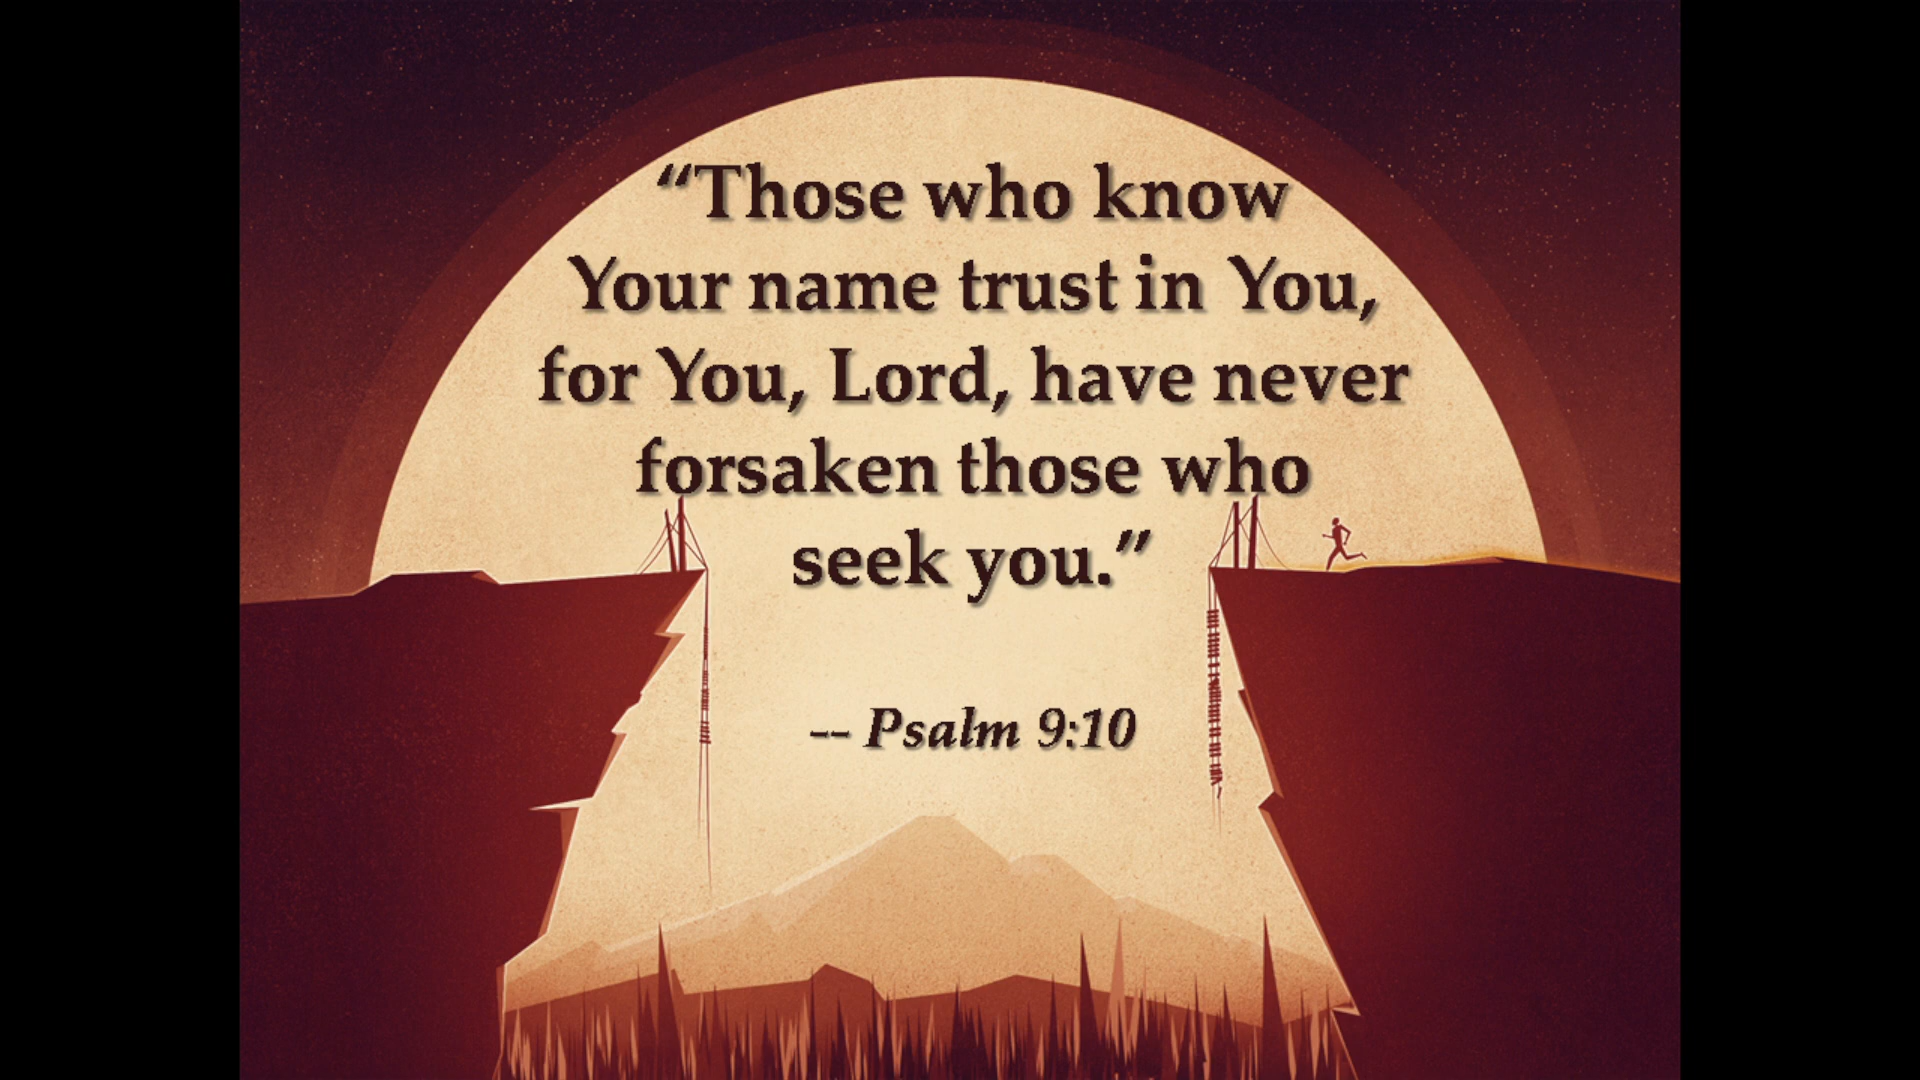 “Those who know
Your name trust in You,
for You, Lord, have never
forsaken those who
seek you.”
-- Psalm 9:10